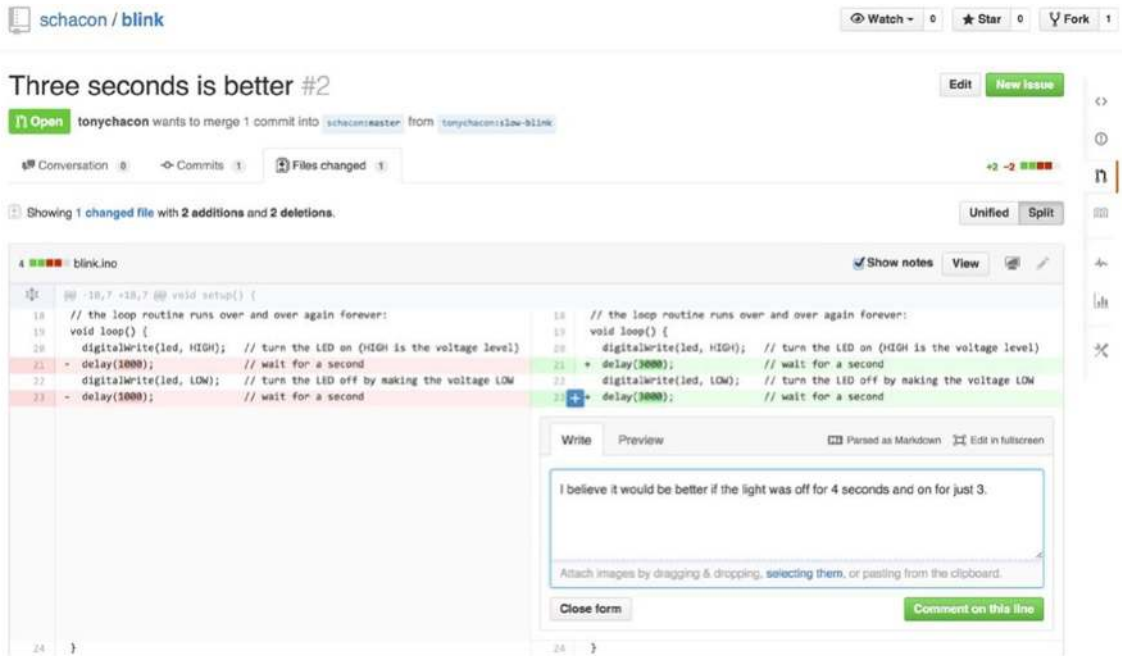 schacon / blink
Watch 0 Star 0 Fork 1
Three seconds is better #2
Edit New Issue
Open tonychacon wants to merge 1 commit into schacon:master from tonychacon:slow-blink
Conversation 0 Commits 1 Files changed 1 +2 −2
Showing 1 changed file with 2 additions and 2 deletions.
Unified Split
4 blink.ino Show notes View
@@ -18,7 +18,7 @@ void setup() {
18 // the loop routine runs over and over again forever: 18 // the loop routine runs over and over again forever:
19 void loop() { 19 void loop() {
20 digitalWrite(led, HIGH); // turn the LED on (HIGH is the voltage level) 20 digitalWrite(led, HIGH); // turn the LED on (HIGH is the voltage level)
21 - delay(1000); // wait for a second 21 + delay(3000); // wait for a second
22 digitalWrite(led, LOW); // turn the LED off by making the voltage LOW 22 digitalWrite(led, LOW); // turn the LED off by making the voltage LOW
23 - delay(1000); // wait for a second 23 + delay(3000); // wait for a second
Write Preview Parsed as Markdown Edit in fullscreen
I believe it would be better if the light was off for 4 seconds and on for just 3.
Attach images by dragging & dropping, selecting them, or pasting from the clipboard.
Close form Comment on this line
24 } 24 }